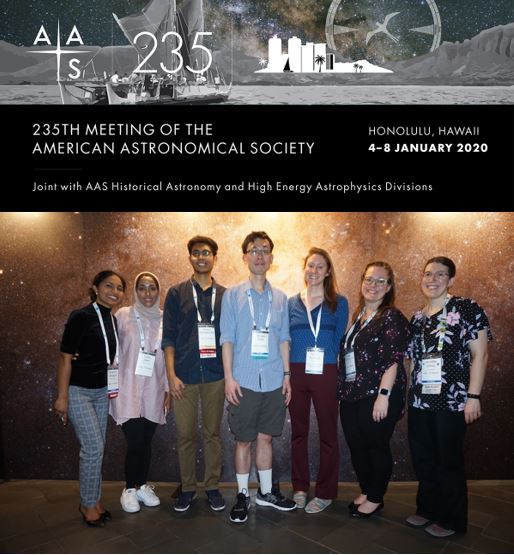 AA
S
235
235TH MEETING OF THE
AMERICAN ASTRONOMICAL SOCIETY
HONOLULU, HAWAII
4–8 JANUARY 2020
Joint with AAS Historical Astronomy and High Energy Astrophysics Divisions